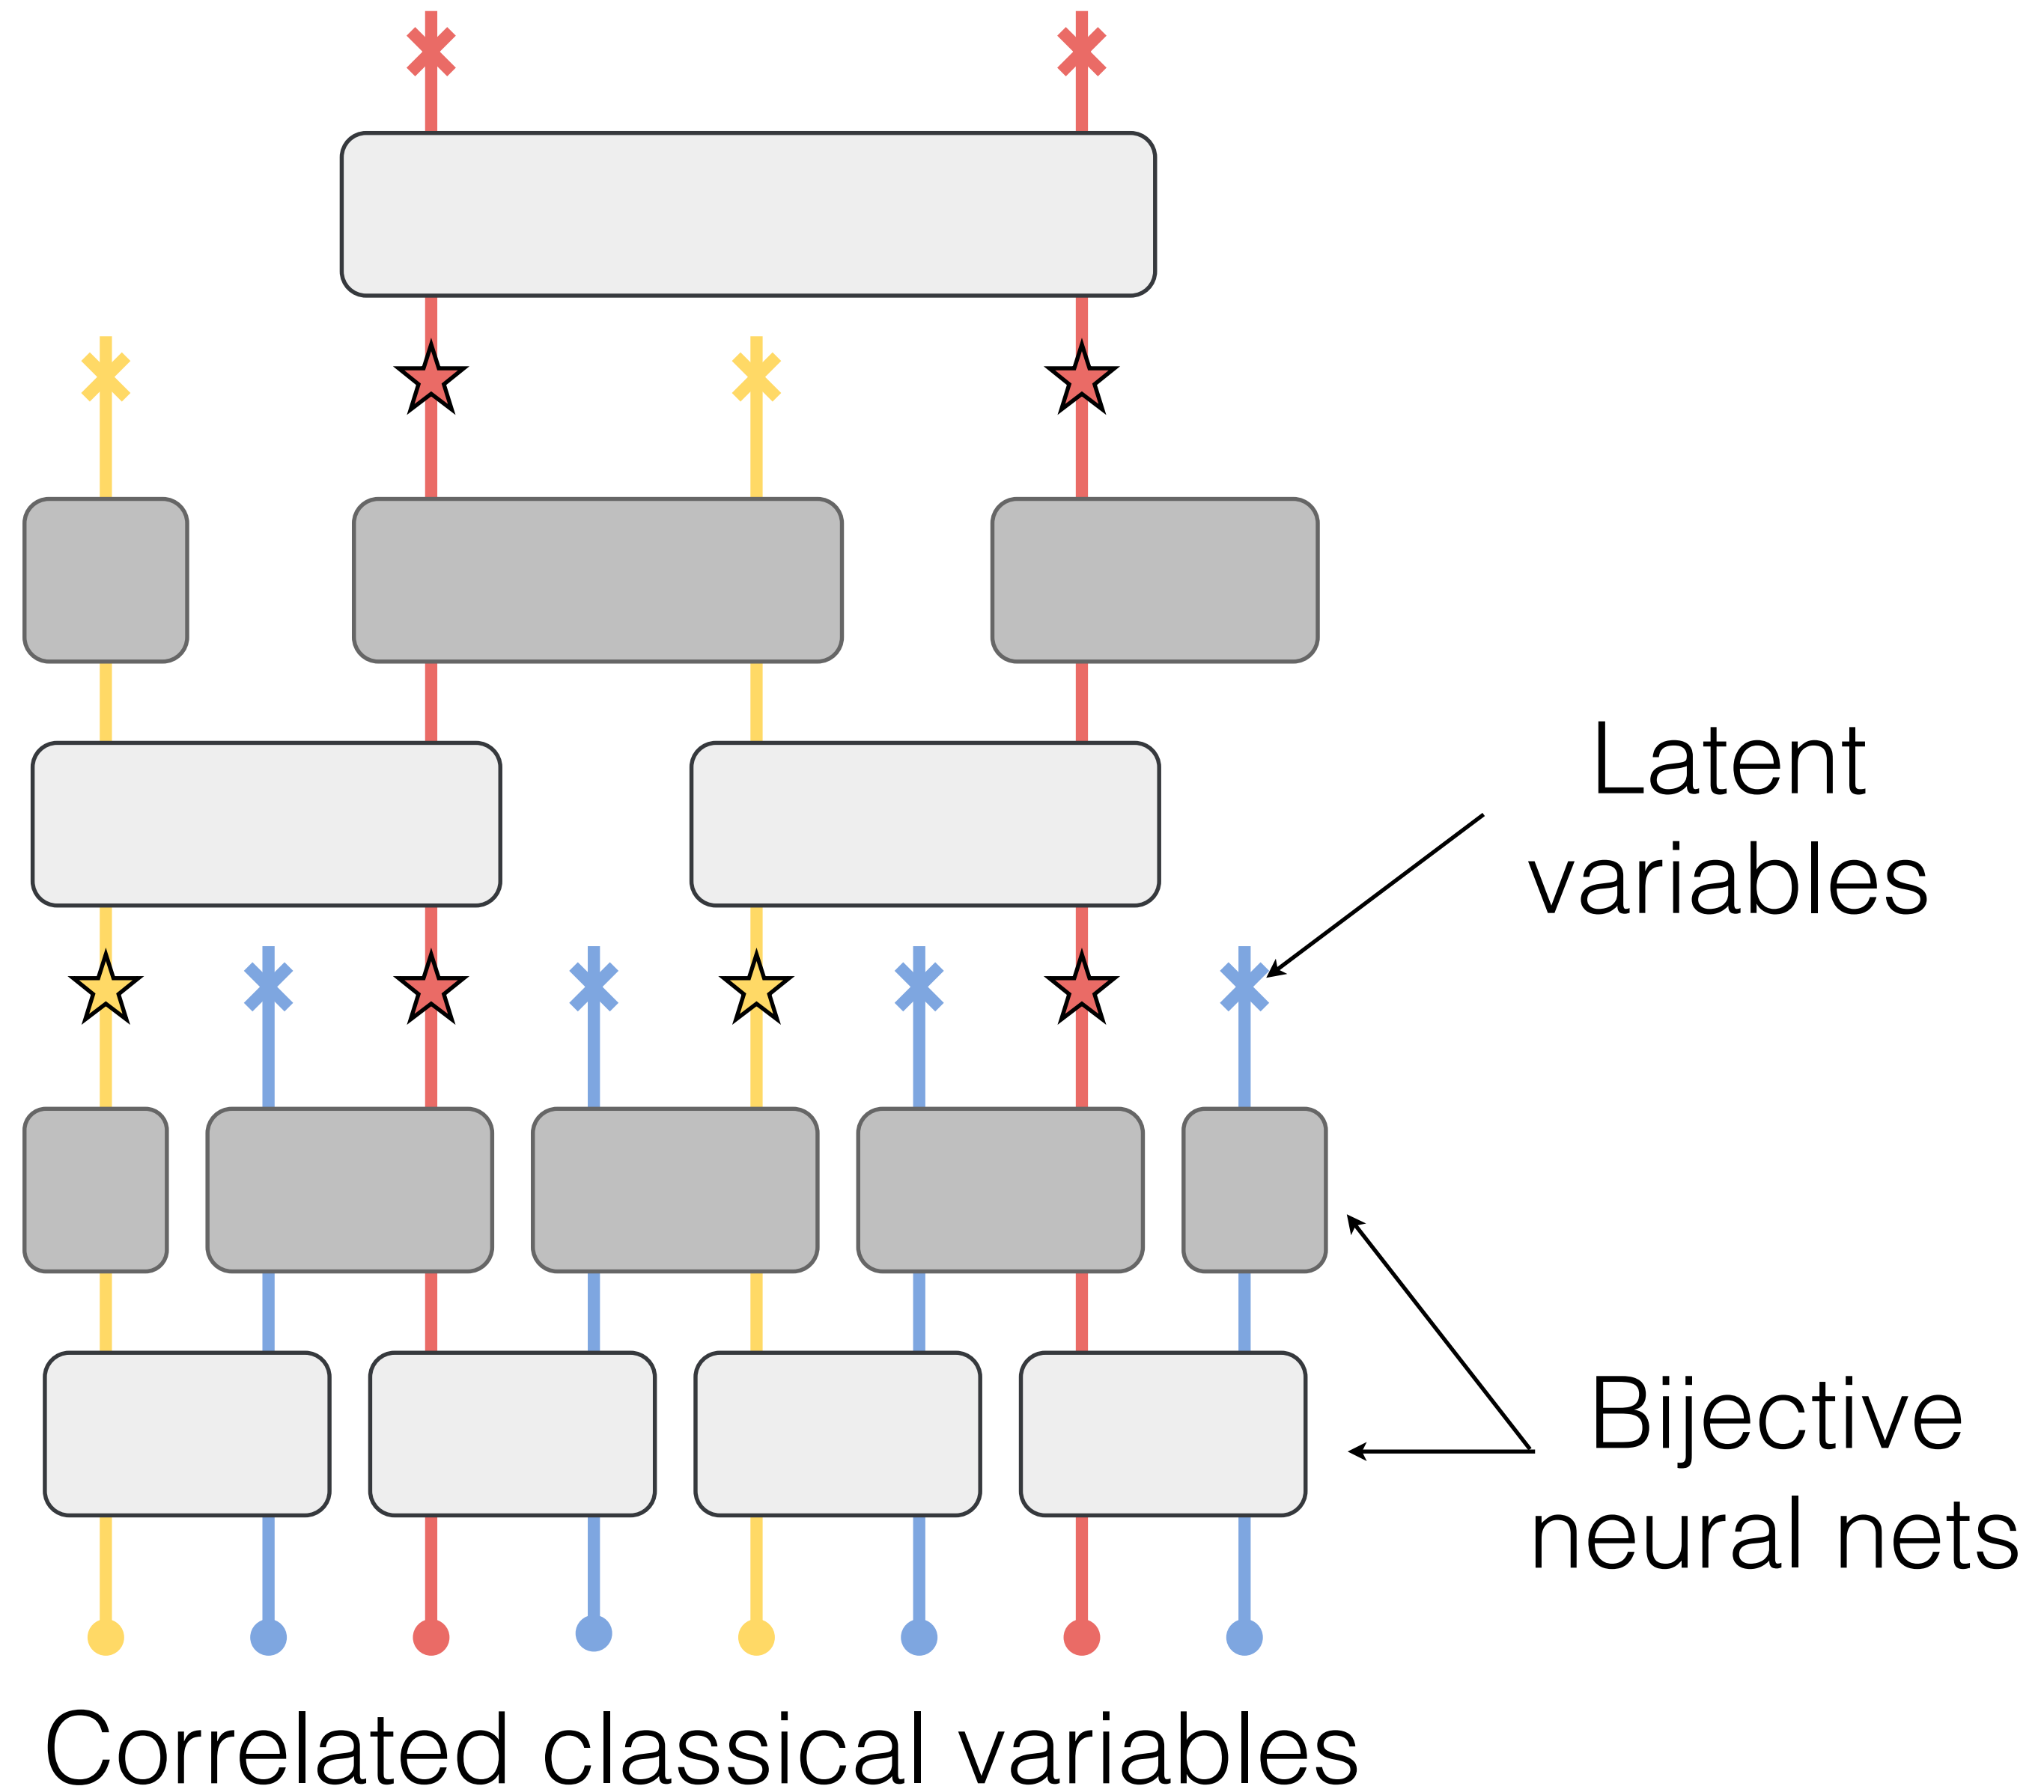 Latent
variables
Bijective
neural nets
Correlated classical variables